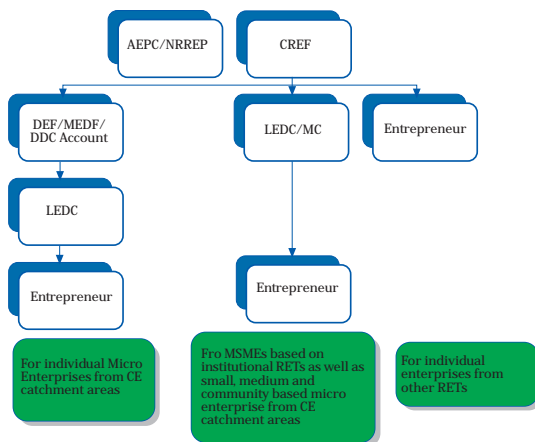 AEPC/NRREP
CREF
DEF/MEDF/
DDC Account
LEDC/MC
Entrepreneur
LEDC
Entrepreneur
Entrepreneur
For individual Micro
Enterprises from CE
catchment areas
Fro MSMEs based on
institutional RETs as well as
small, medium and
community based micro
enterprise from CE
catchment areas
For individual
enterprises from
other RETs